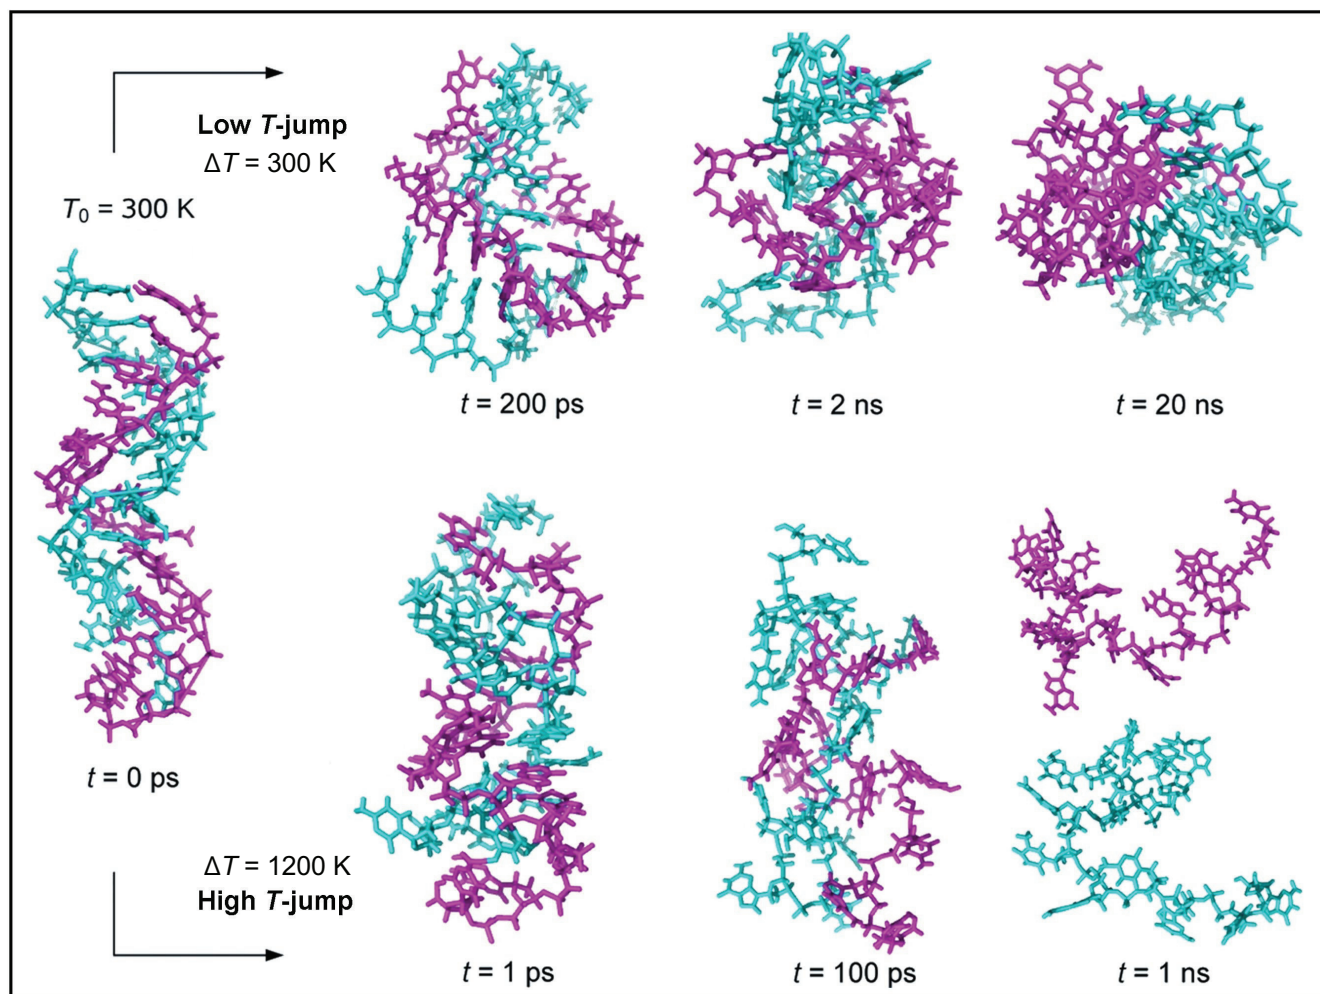 Low T-jump
ΔT = 300 K
T₀ = 300 K
t = 200 ps
t = 2 ns
t = 20 ns
t = 0 ps
ΔT = 1200 K
High T-jump
t = 1 ps
t = 100 ps
t = 1 ns